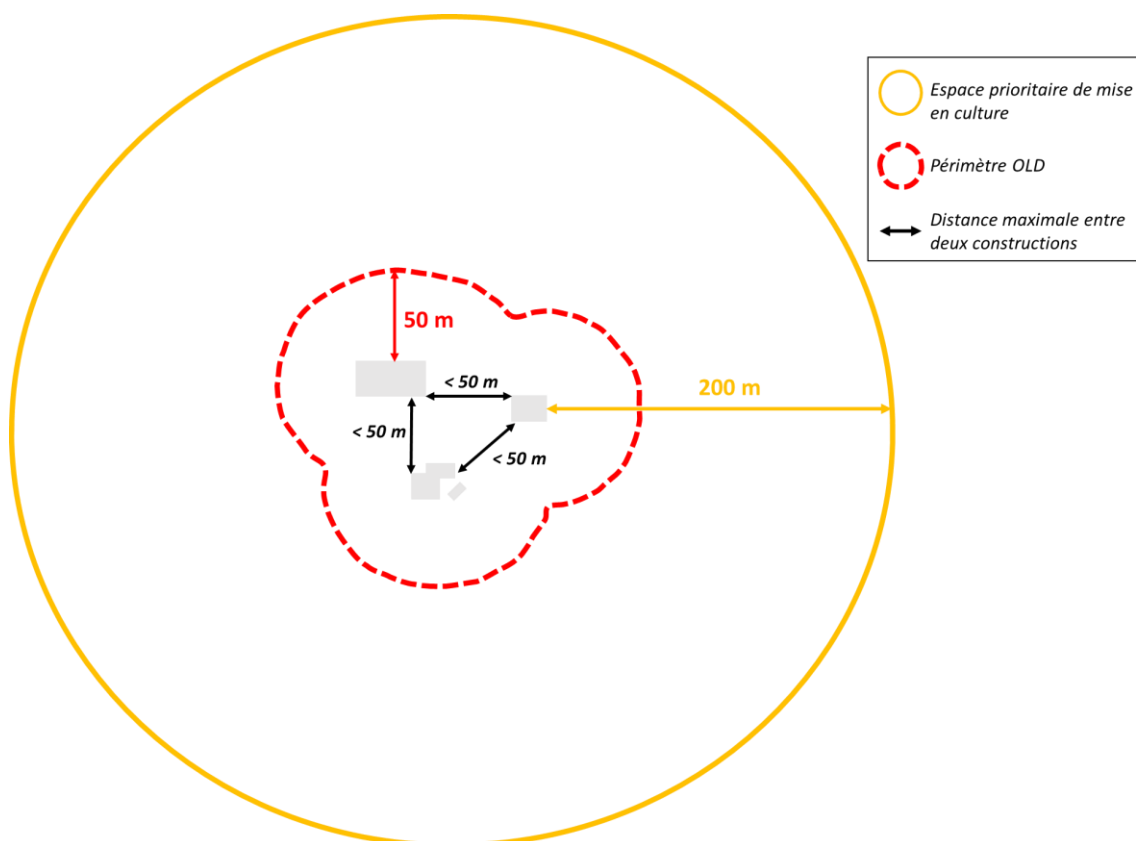 Espace prioritaire de mise
en culture
Périmètre OLD
Distance maximale entre
deux constructions
50 m
< 50 m
200 m
< 50 m
< 50 m